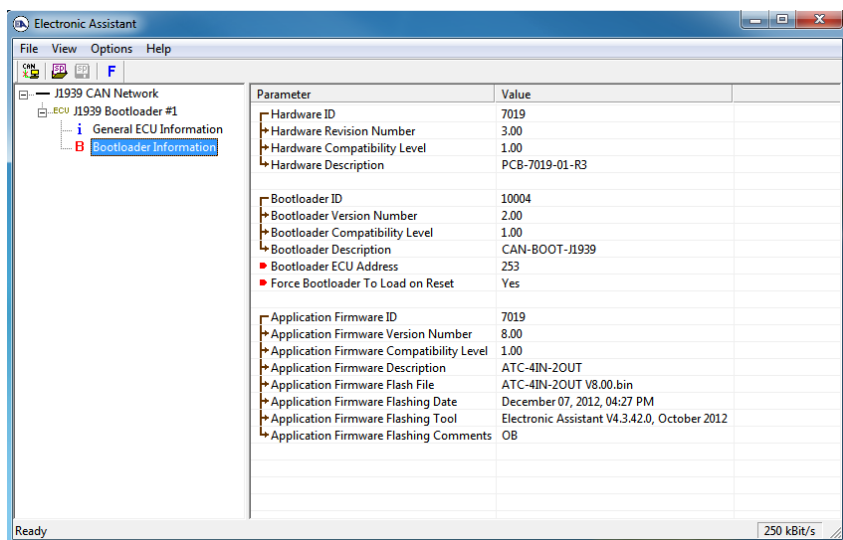 Electronic Assistant
File View Options Help
CAN SP SP F
J1939 CAN Network
ECU J1939 Bootloader #1
i General ECU Information
B Bootloader Information
Parameter Value
Hardware ID 7019
Hardware Revision Number 3.00
Hardware Compatibility Level 1.00
Hardware Description PCB-7019-01-R3
Bootloader ID 10004
Bootloader Version Number 2.00
Bootloader Compatibility Level 1.00
Bootloader Description CAN-BOOT-J1939
Bootloader ECU Address 253
Force Bootloader To Load on Reset Yes
Application Firmware ID 7019
Application Firmware Version Number 8.00
Application Firmware Compatibility Level 1.00
Application Firmware Description ATC-4IN-2OUT
Application Firmware Flash File ATC-4IN-2OUT V8.00.bin
Application Firmware Flashing Date December 07, 2012, 04:27 PM
Application Firmware Flashing Tool Electronic Assistant V4.3.42.0, October 2012
Application Firmware Flashing Comments OB
Ready 250 kBit/s